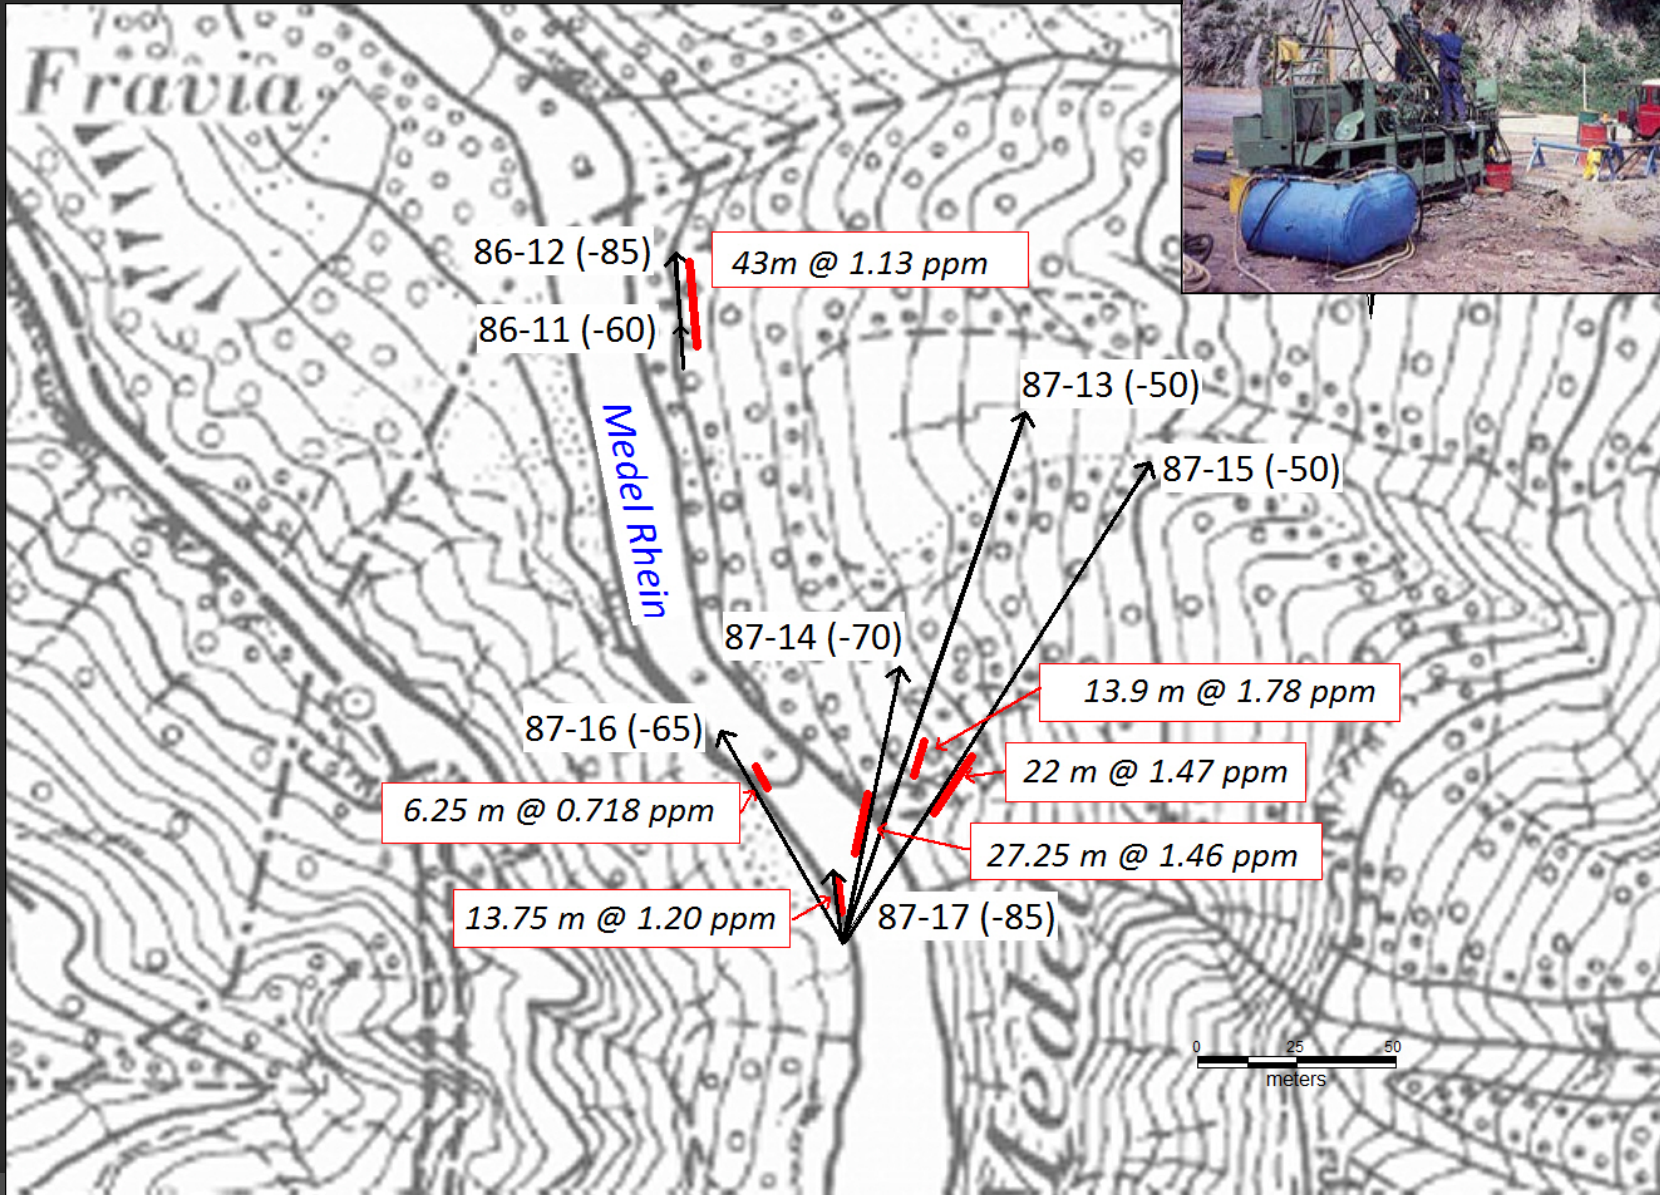 Fravia
86-12 (-85)
43m @ 1.13 ppm
86-11 (-60)
87-13 (-50)
Medel Rhein
87-15 (-50)
87-14 (-70)
13.9 m @ 1.78 ppm
87-16 (-65)
22 m @ 1.47 ppm
6.25 m @ 0.718 ppm
27.25 m @ 1.46 ppm
13.75 m @ 1.20 ppm
87-17 (-85)
0 25 50
meters